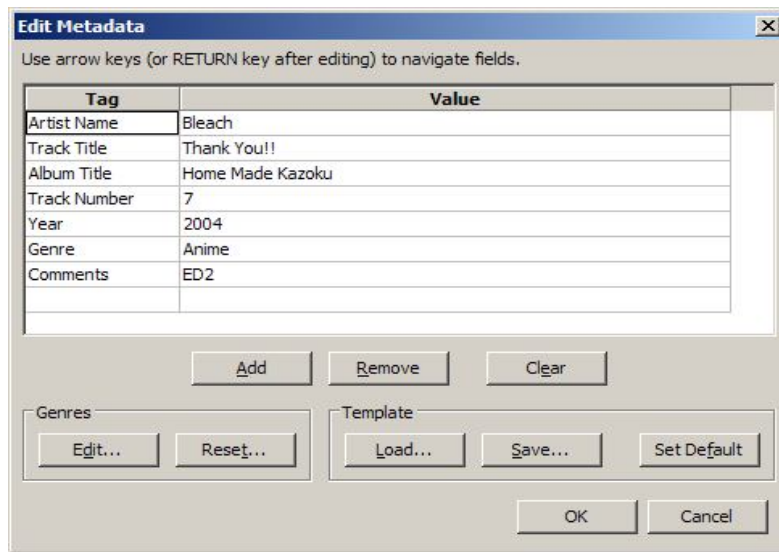 Edit Metadata
Use arrow keys (or RETURN key after editing) to navigate fields.
Tag Value
Artist Name Bleach
Track Title Thank You!!
Album Title Home Made Kazoku
Track Number 7
Year 2004
Genre Anime
Comments ED2
Add Remove Clear
Genres Template
Edit... Reset... Load... Save... Set Default
OK Cancel